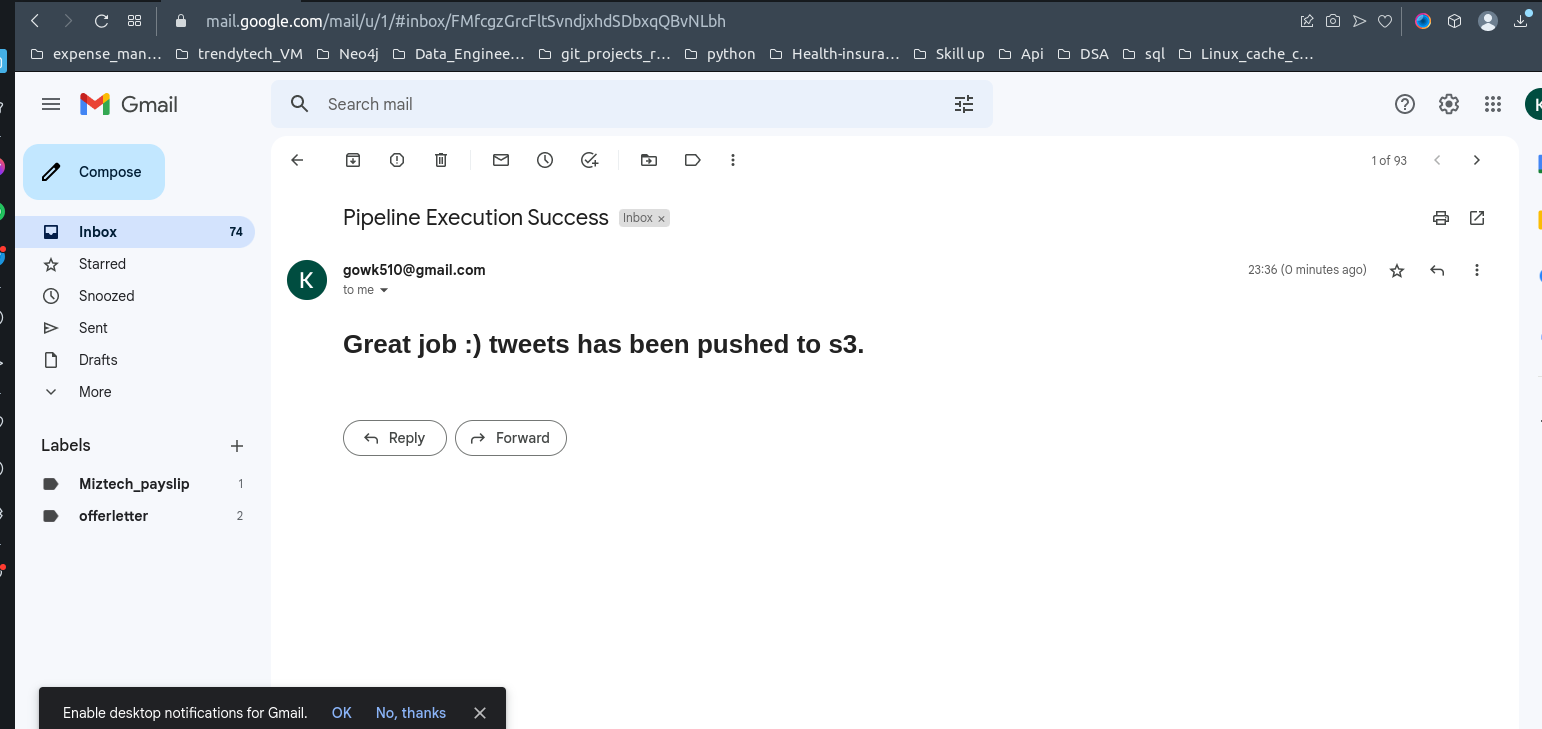 mail.google.com/mail/u/1/#inbox/FMfcgzGrcFltSvndjxhdSDbxqQBvNLbh
expense_man... trendytech_VM Neo4j Data_Enginee... git_projects_r... python Health-insura... Skill up Api DSA sql Linux_cache_c...
Gmail
Search mail
K
Compose
1 of 93
Pipeline Execution Success Inbox ×
Inbox 74
Starred
Snoozed
Sent
Drafts
More
K
gowk510@gmail.com 23:36 (0 minutes ago)
to me
Great job :) tweets has been pushed to s3.
Reply Forward
Labels +
Miztech_payslip 1
offerletter 2
Enable desktop notifications for Gmail. OK No, thanks